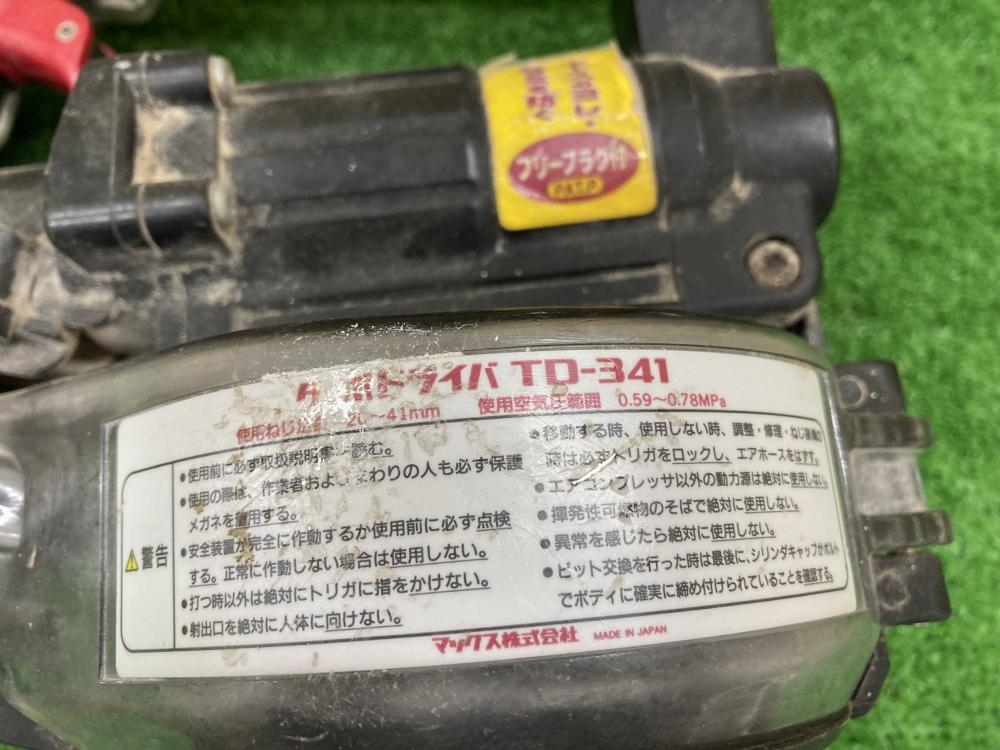 フリープラグ付
PAT.P
ボドライバ TD-341
使用ねじ 〜41mm 使用空気圧範囲 0.59〜0.78MPa
警告
●使用前に必ず取扱説明書 読む。
●使用の際は、作業者およびまわりの人も必ず保護
メガネを着用する。
●安全装置が完全に作動するか使用前に必ず点検
する。正常に作動しない場合は使用しない。
●打つ時以外は絶対にトリガに指をかけない。
●射出口を絶対に人体に向けない。
●移動する時、使用しない時、調整・修理・ねじ装填の
時は必ずトリガをロックし、エアホースをはずす。
●エアコンプレッサ以外の動力源は絶対に使用しない。
●揮発性可燃物のそばで絶対に使用しない。
●異常を感じたら絶対に使用しない。
●ビット交換を行った時は最後に、シリンダキャップがボルト
でボディに確実に締め付けられていることを確認する。
マックス株式会社 MADE IN JAPAN